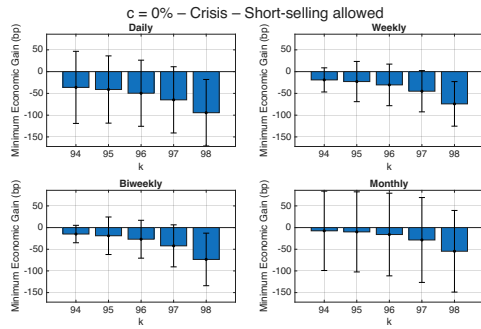 c = 0% – Crisis – Short-selling allowed
Daily
Minimum Economic Gain (bp)
50
0
-50
-100
-150
94 95 96 97 98
k
Weekly
Minimum Economic Gain (bp)
50
0
-50
-100
-150
94 95 96 97 98
k
Biweekly
Minimum Economic Gain (bp)
50
0
-50
-100
-150
94 95 96 97 98
k
Monthly
Minimum Economic Gain (bp)
50
0
-50
-100
-150
94 95 96 97 98
k